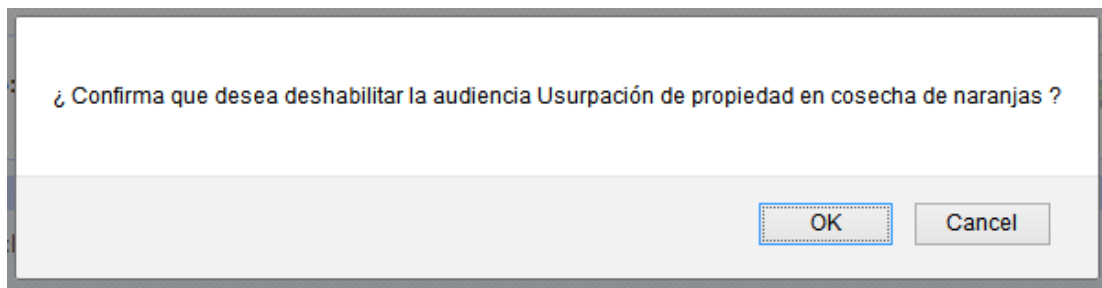 ¿ Confirma que desea deshabilitar la audiencia Usurpación de propiedad en cosecha de naranjas ?
OK
Cancel